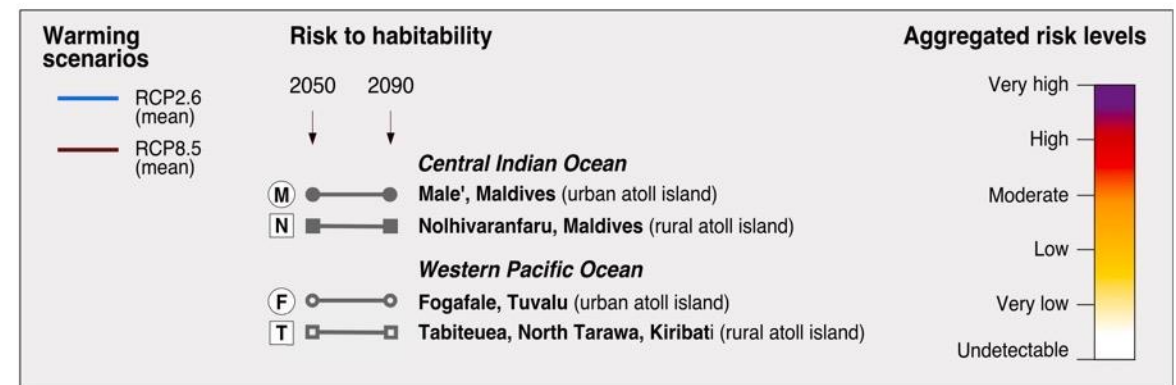 Warming
scenarios
RCP2.6
(mean)
RCP8.5
(mean)
Risk to habitability
2050 2090
Central Indian Ocean
M Male', Maldives (urban atoll island)
N Nolhivaranfaru, Maldives (rural atoll island)
Western Pacific Ocean
F Fogafale, Tuvalu (urban atoll island)
T Tabiteuea, North Tarawa, Kiribati (rural atoll island)
Aggregated risk levels
Very high
High
Moderate
Low
Very low
Undetectable